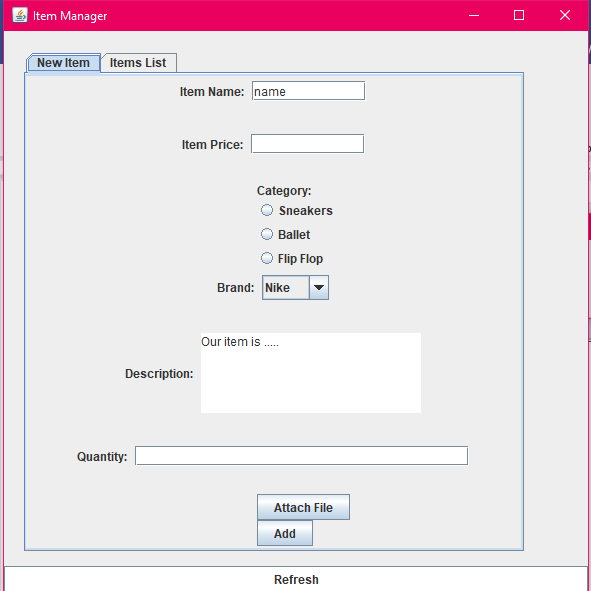 Item Manager
New Item Items List
Item Name: name
Item Price:
Category:
Sneakers
Ballet
Flip Flop
Brand: Nike
Our item is .....
Description:
Quantity:
Attach File
Add
Refresh